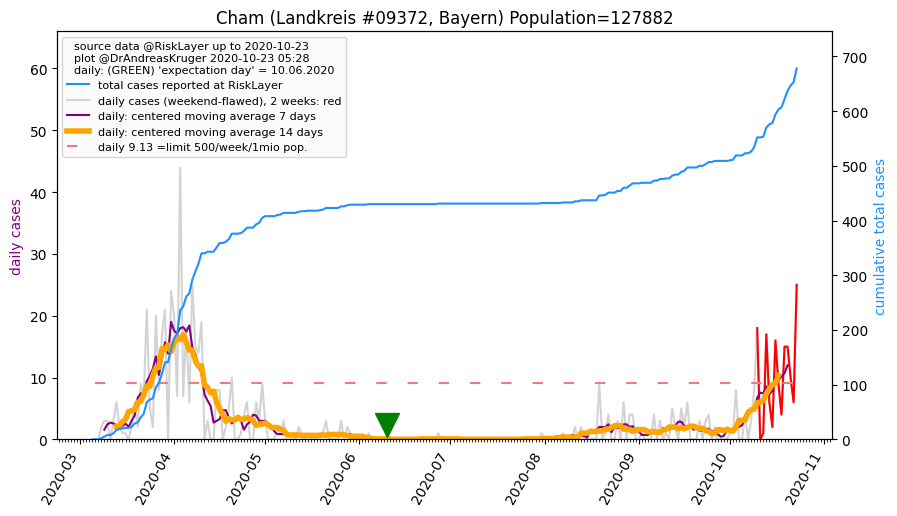 Cham (Landkreis #09372, Bayern) Population=127882
source data @RiskLayer up to 2020-10-23
plot @DrAndreasKruger 2020-10-23 05:28
daily: (GREEN) 'expectation day' = 10.06.2020
total cases reported at RiskLayer
daily cases (weekend-flawed), 2 weeks: red
daily: centered moving average 7 days
daily: centered moving average 14 days
daily 9.13 =limit 500/week/1mio pop.
daily cases
60
50
40
30
20
10
0
cumulative total cases
700
600
500
400
300
200
100
0
2020-03
2020-04
2020-05
2020-06
2020-07
2020-08
2020-09
2020-10
2020-11